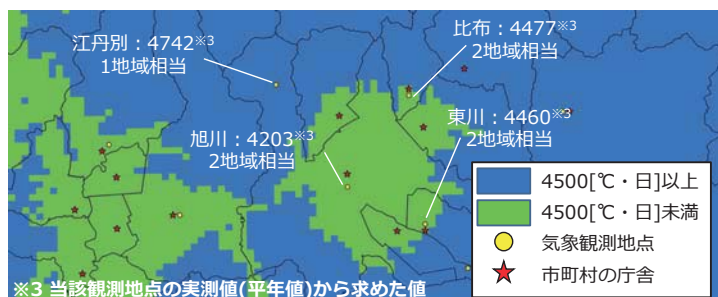 江丹別：4742※3
1地域相当
比布：4477※3
2地域相当
旭川：4203※3
2地域相当
東川：4460※3
2地域相当
4500[℃・日]以上
4500[℃・日]未満
気象観測地点
市町村の庁舎
※3 当該観測地点の実測値(平年値)から求めた値